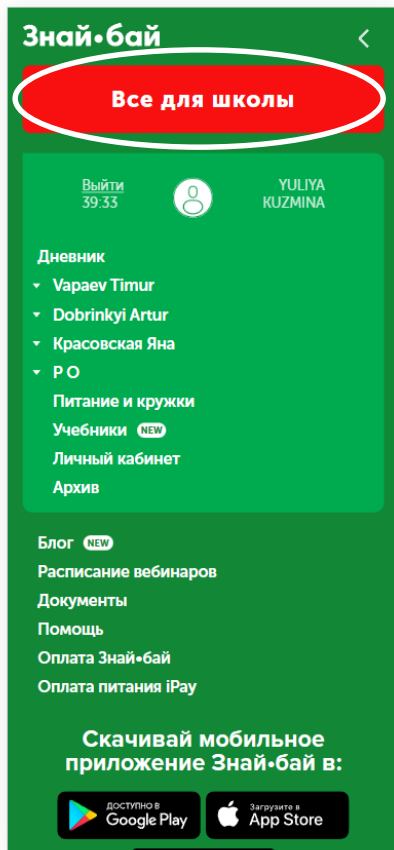 Знай•бай
Все для школы
Выйти
39:33
YULIYA
KUZMINA
Дневник
Vapaev Timur
Dobrinkyi Artur
Красовская Яна
Р О
Питание и кружки
Учебники NEW
Личный кабинет
Архив
Блог NEW
Расписание вебинаров
Документы
Помощь
Оплата Знай•бай
Оплата питания iPay
Скачивай мобильное
приложение Знай•бай в:
ДОСТУПНО В
Google Play
Загрузите в
App Store